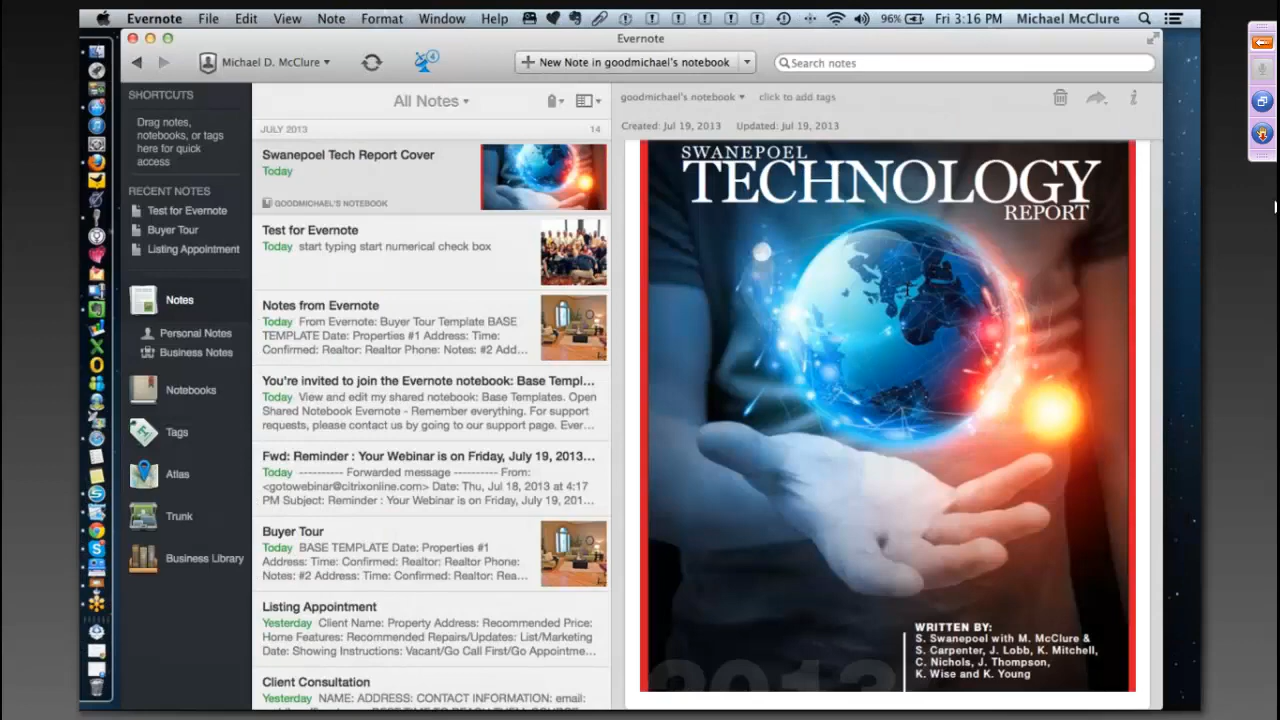 Evernote File Edit View Note Format Window Help 96% Fri 3:16 PM Michael McClure
Evernote
Michael D. McClure
4
New Note in goodmichael's notebook
Search notes
SHORTCUTS
Drag notes,
notebooks, or tags
here for quick
access
RECENT NOTES
Test for Evernote
Buyer Tour
Listing Appointment
Notes
Personal Notes
Business Notes
Notebooks
Tags
Atlas
Trunk
Business Library
All Notes
JULY 2013 14
Swanepoel Tech Report Cover
Today
GOODMICHAEL'S NOTEBOOK
Test for Evernote
Today start typing start numerical check box
Notes from Evernote
Today From Evernote: Buyer Tour Template BASE
TEMPLATE Date: Properties #1 Address: Time:
Confirmed: Realtor: Realtor Phone: Notes: #2 Add...
You're invited to join the Evernote notebook: Base Templ...
Today View and edit my shared notebook: Base Templates. Open
Shared Notebook Evernote - Remember everything. For support
requests, please contact us by going to our support page. Ever...
Fwd: Reminder : Your Webinar is on Friday, July 19, 2013...
Today ---------- Forwarded message ---------- From:
<gotowebinar@citrixonline.com> Date: Thu, Jul 18, 2013 at 4:17
PM Subject: Reminder : Your Webinar is on Friday, July 19, 201...
Buyer Tour
Today BASE TEMPLATE Date: Properties #1
Address: Time: Confirmed: Realtor: Realtor Phone:
Notes: #2 Address: Time: Confirmed: Realtor: Rea...
Listing Appointment
Yesterday Client Name: Property Address: Recommended Price:
Home Features: Recommended Repairs/Updates: List/Marketing
Date: Showing Instructions: Vacant/Go Call First/Go Appointme...
Client Consultation
Yesterday NAME: ADDRESS: CONTACT INFORMATION: email:
goodmichael's notebook click to add tags
Created: Jul 19, 2013 Updated: Jul 19, 2013
SWANEPOEL
TECHNOLOGY
REPORT
WRITTEN BY:
S. Swanepoel with M. McClure &
S. Carpenter, J. Lobb, K. Mitchell,
C. Nichols, J. Thompson,
K. Wise and K. Young
2013